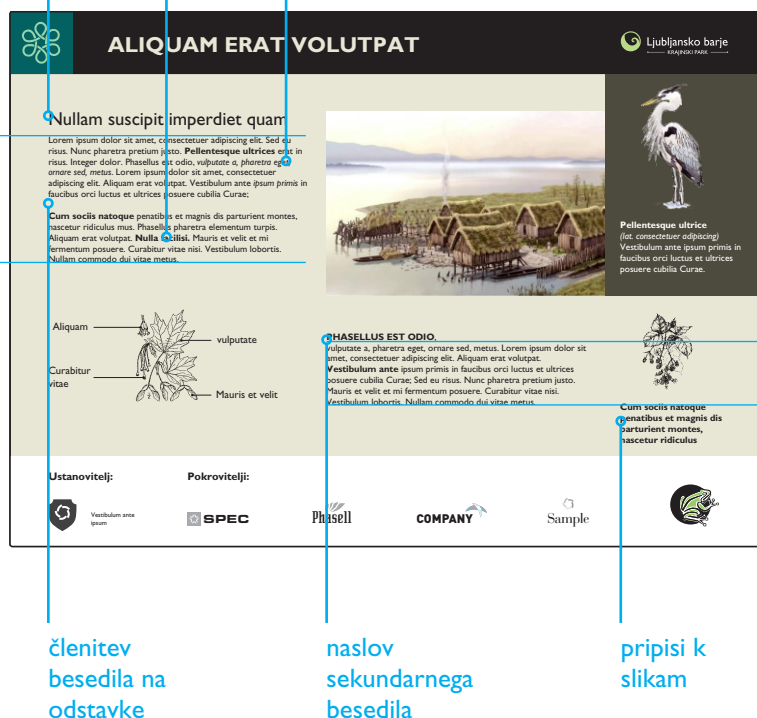 ALIQUAM ERAT VOLUTPAT
Ljubljansko barje
KRAJINSKI PARK
Nullam suscipit imperdiet quam
Lorem ipsum dolor sit amet, consectetuer adipiscing elit. Sed eu
risus. Nunc pharetra pretium justo. Pellentesque ultrices erat in
risus. Integer dolor. Phasellus est odio, vulputate a, pharetra eget,
ornare sed, metus. Lorem ipsum dolor sit amet, consectetuer
adipiscing elit. Aliquam erat volutpat. Vestibulum ante ipsum primis in
faucibus orci luctus et ultrices posuere cubilia Curae;
Cum sociis natoque penatibus et magnis dis parturient montes,
nascetur ridiculus mus. Phasellus pharetra elementum turpis.
Aliquam erat volutpat. Nulla facilisi. Mauris et velit et mi
fermentum posuere. Curabitur vitae nisi. Vestibulum lobortis.
Nullam commodo dui vitae metus.
Pellentesque ultrice
(lat. consectetuer adipiscing)
Vestibulum ante ipsum primis in
faucibus orci luctus et ultrices
posuere cubilia Curae.
Aliquam
vulputate
Curabitur
vitae
Mauris et velit
PHASELLUS EST ODIO,
vulputate a, pharetra eget, ornare sed, metus. Lorem ipsum dolor sit
amet, consectetuer adipiscing elit. Aliquam erat volutpat.
Vestibulum ante ipsum primis in faucibus orci luctus et ultrices
posuere cubilia Curae; Sed eu risus. Nunc pharetra pretium justo.
Mauris et velit et mi fermentum posuere. Curabitur vitae nisi.
Vestibulum lobortis. Nullam commodo dui vitae metus.
Cum sociis natoque
penatibus et magnis dis
parturient montes,
nascetur ridiculus
Ustanovitelj:
Pokrovitelji:
Vestibulum ante
ipsum
SPEC
Phasell
COMPANY
Sample
členitev
besedila na
odstavke
naslov
sekundarnega
besedila
pripisi k
slikam